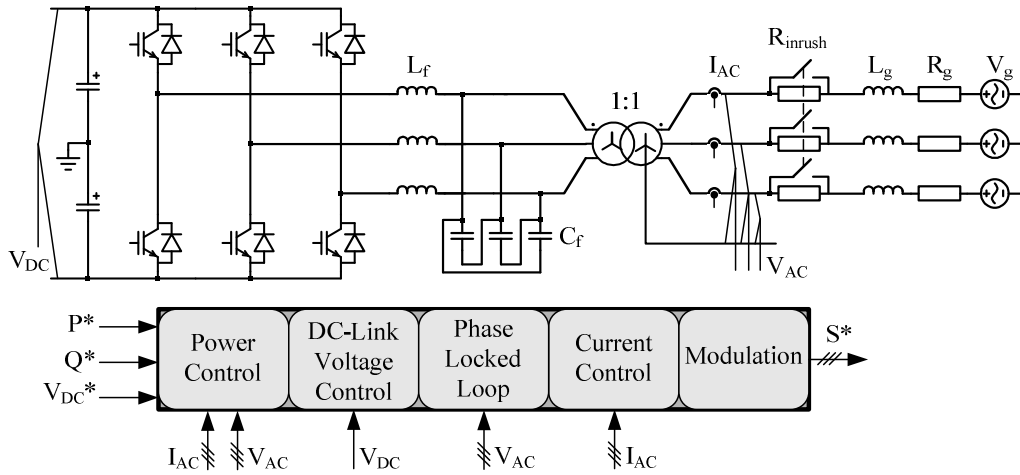 R_inrush
L_f
I_AC
L_g
R_g
V_g
1:1
C_f
V_DC
V_AC
P*
Q*
V_DC*
Power
Control
DC-Link
Voltage
Control
Phase
Locked
Loop
Current
Control
Modulation
S*
I_AC
V_AC
V_DC
V_AC
I_AC